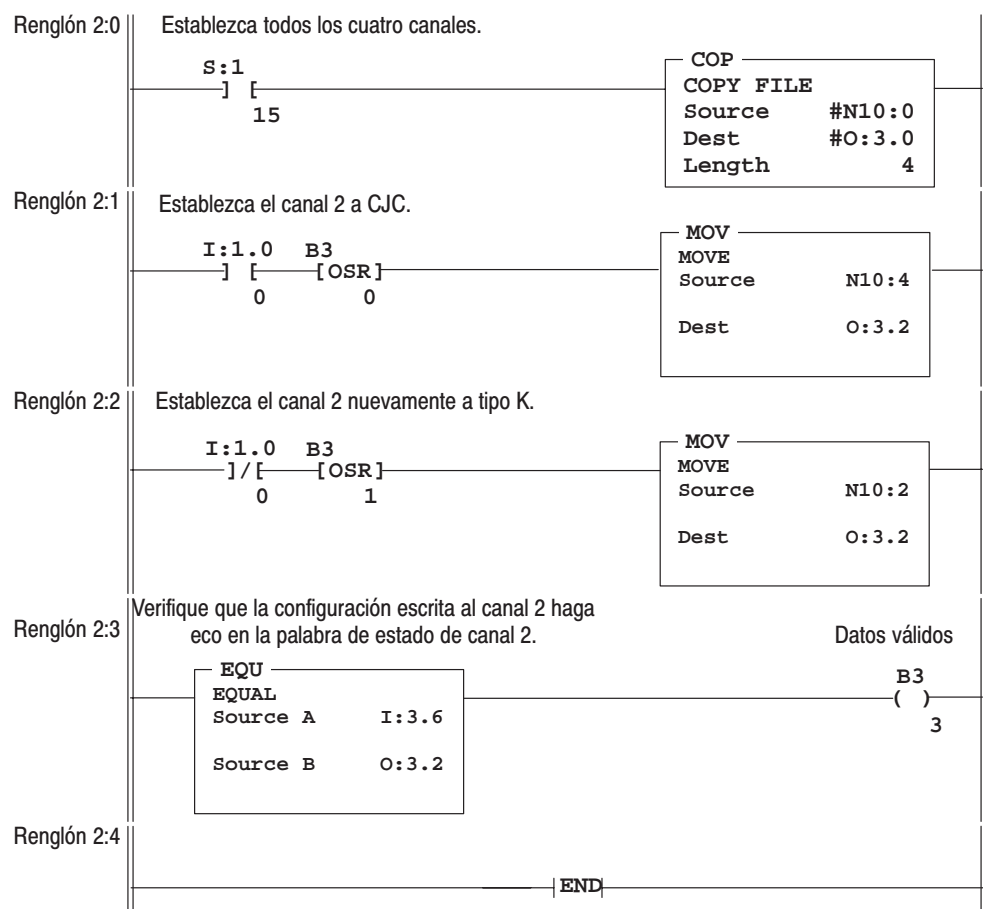 Renglón 2:0 Establezca todos los cuatro canales.
S:1
] [
15
COP
COPY FILE
Source #N10:0
Dest #O:3.0
Length 4
Renglón 2:1 Establezca el canal 2 a CJC.
I:1.0 B3
] [ [OSR]
0 0
MOV
MOVE
Source N10:4
Dest O:3.2
Renglón 2:2 Establezca el canal 2 nuevamente a tipo K.
I:1.0 B3
]/[ [OSR]
0 1
MOV
MOVE
Source N10:2
Dest O:3.2
Verifique que la configuración escrita al canal 2 haga
Renglón 2:3 eco en la palabra de estado de canal 2. Datos válidos
EQU
EQUAL
Source A I:3.6
Source B O:3.2
B3
( )
3
Renglón 2:4
END